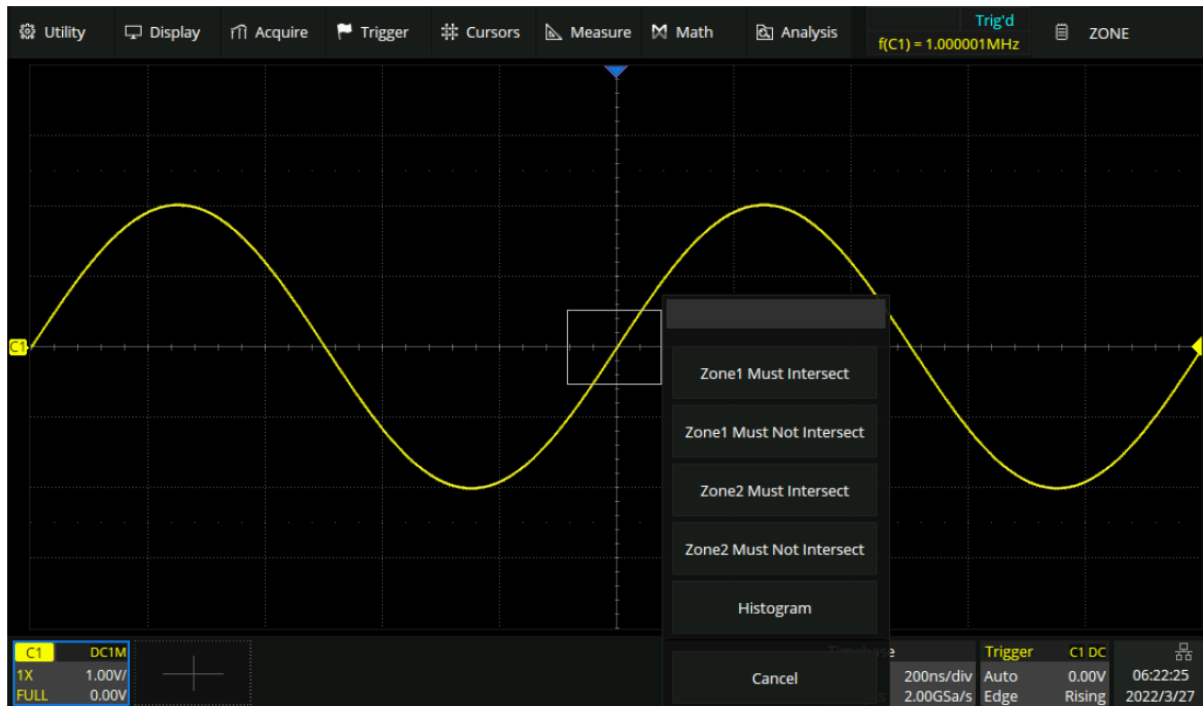 Utility Display Acquire Trigger Cursors Measure Math Analysis
Trig'd
f(C1) = 1.000001MHz
ZONE
C1
Zone1 Must Intersect
Zone1 Must Not Intersect
Zone2 Must Intersect
Zone2 Must Not Intersect
Histogram
Cancel
C1 DC1M
1X 1.00V/
FULL 0.00V
200ns/div
2.00GSa/s
Trigger C1 DC
Auto 0.00V
Edge Rising
06:22:25
2022/3/27